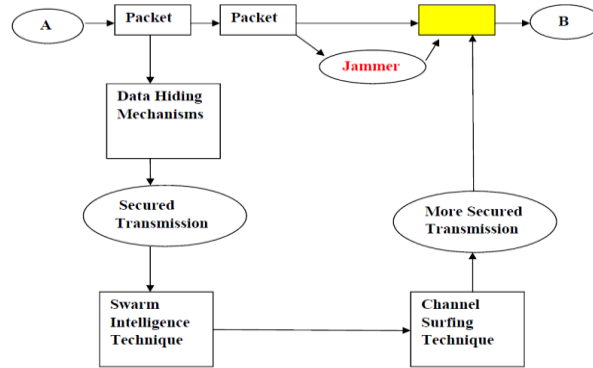 A
Packet
Packet
B
Jammer
Data Hiding
Mechanisms
Secured
Transmission
More Secured
Transmission
Swarm
Intelligence
Technique
Channel
Surfing
Technique